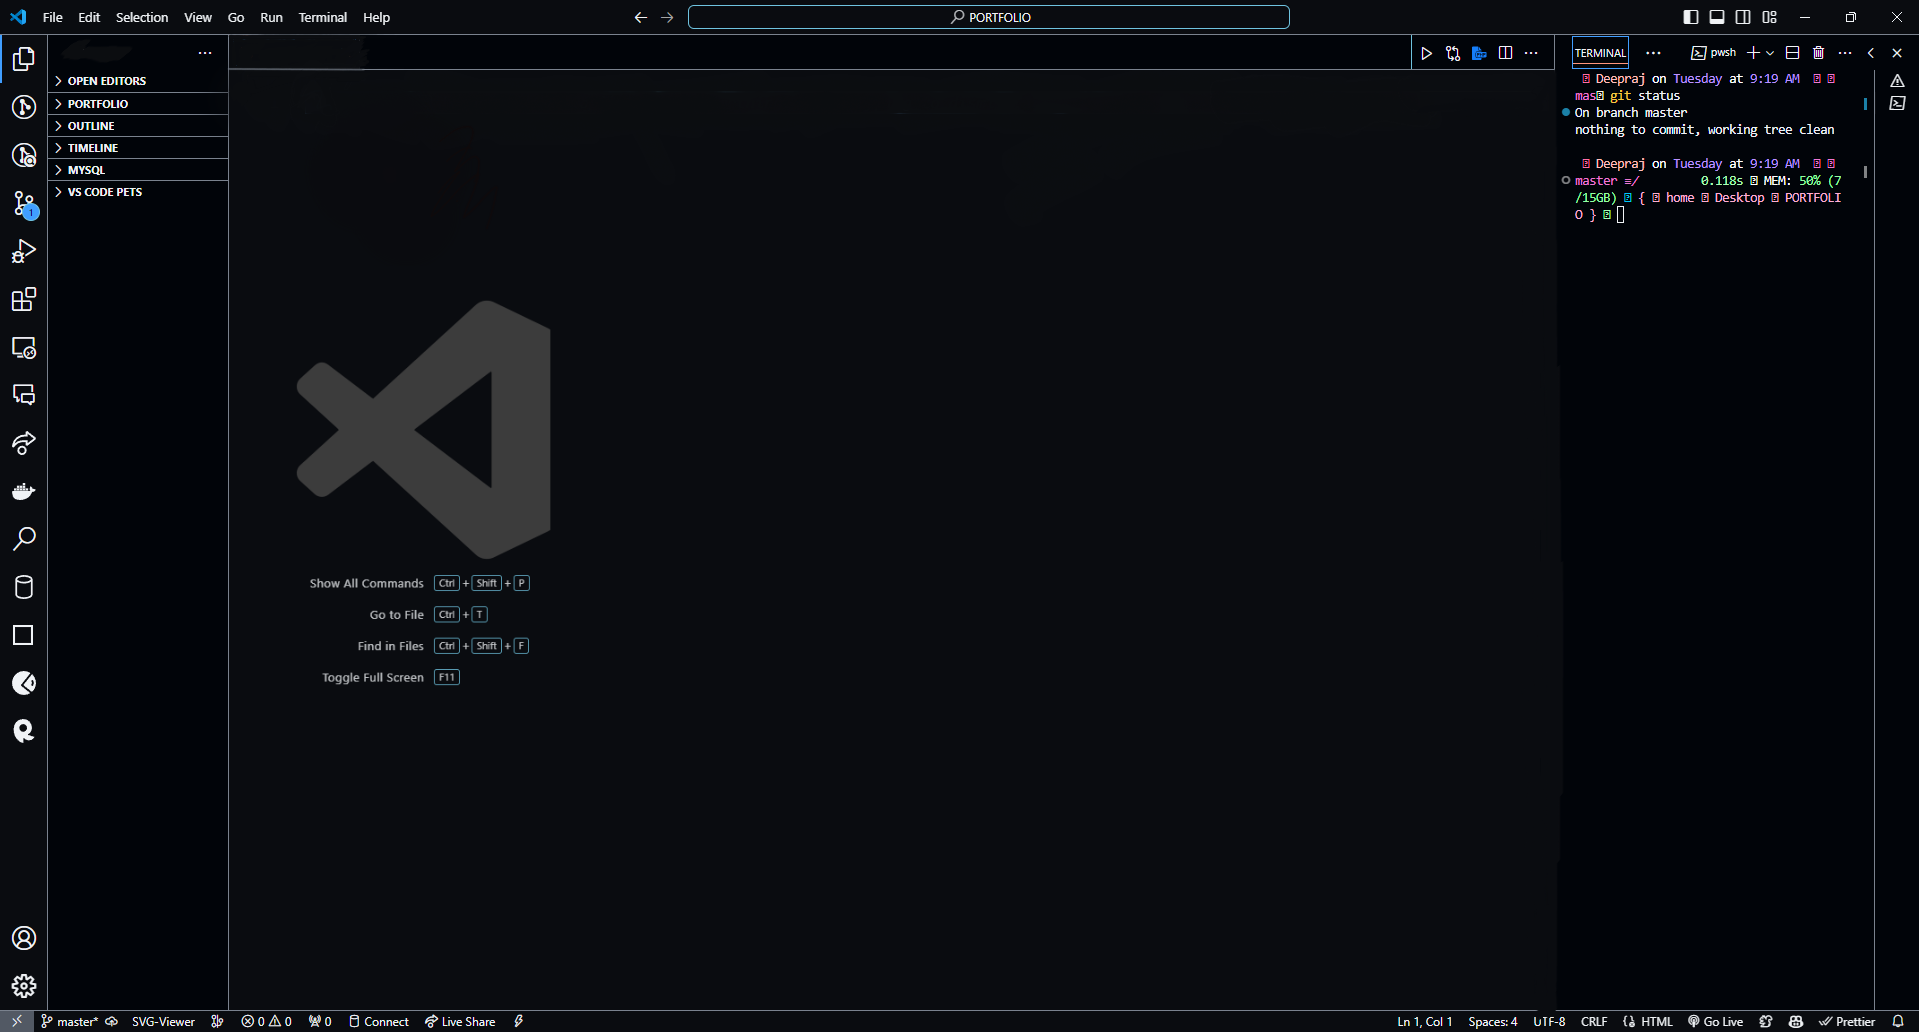 File Edit Selection View Go Run Terminal Help
PORTFOLIO
OPEN EDITORS
PORTFOLIO
OUTLINE
TIMELINE
MYSQL
VS CODE PETS
1
Show All Commands Ctrl + Shift + P
Go to File Ctrl + T
Find in Files Ctrl + Shift + F
Toggle Full Screen F11
TERMINAL ··· pwsh
Deepraj on Tuesday at 9:19 AM
mas git status
On branch master
nothing to commit, working tree clean
Deepraj on Tuesday at 9:19 AM
master ≡/ 0.118s MEM: 50% (7
/15GB) { home Desktop PORTFOLI
O }
master* SVG-Viewer 0 0 0 Connect Live Share Ln 1, Col 1 Spaces: 4 UTF-8 CRLF HTML Go Live Prettier